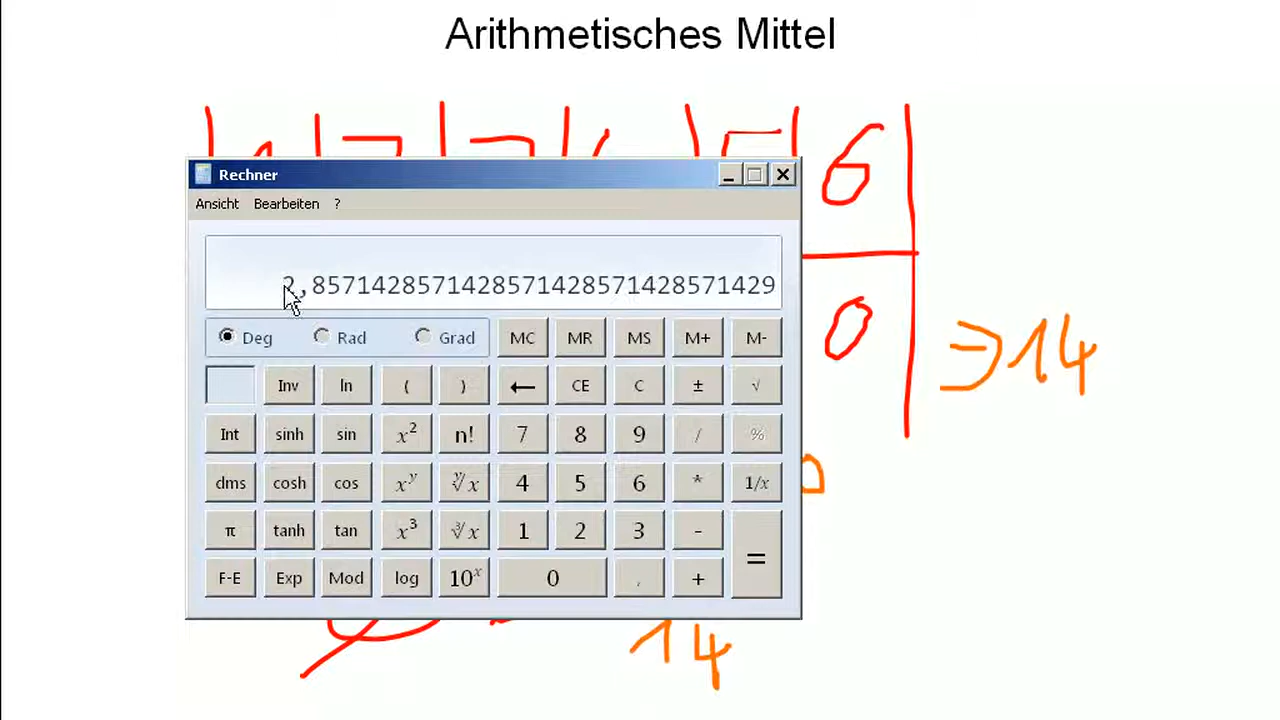 Arithmetisches Mittel
6
Rechner
Ansicht Bearbeiten ?
2,8571428571428571428571428571429
Deg Rad Grad MC MR MS M+ M-
0
⇒14
Inv ln ( ) ← CE C ± √
Int sinh sin x² n! 7 8 9 / %
dms cosh cos xʸ ʸ√x 4 5 6 * 1/x
π tanh tan x³ ³√x 1 2 3 - =
F-E Exp Mod log 10ˣ 0 , +
14